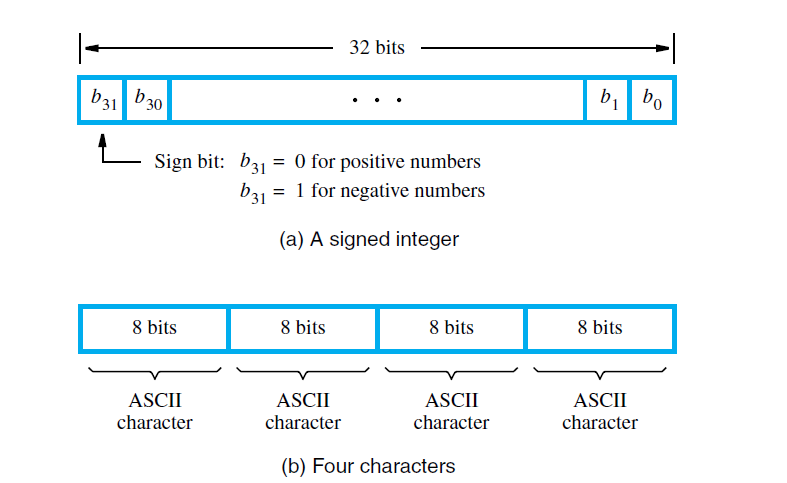 32 bits
b31 b30 . . . b1 b0
Sign bit: b31 = 0 for positive numbers
b31 = 1 for negative numbers
(a) A signed integer
8 bits 8 bits 8 bits 8 bits
ASCII ASCII ASCII ASCII
character character character character
(b) Four characters